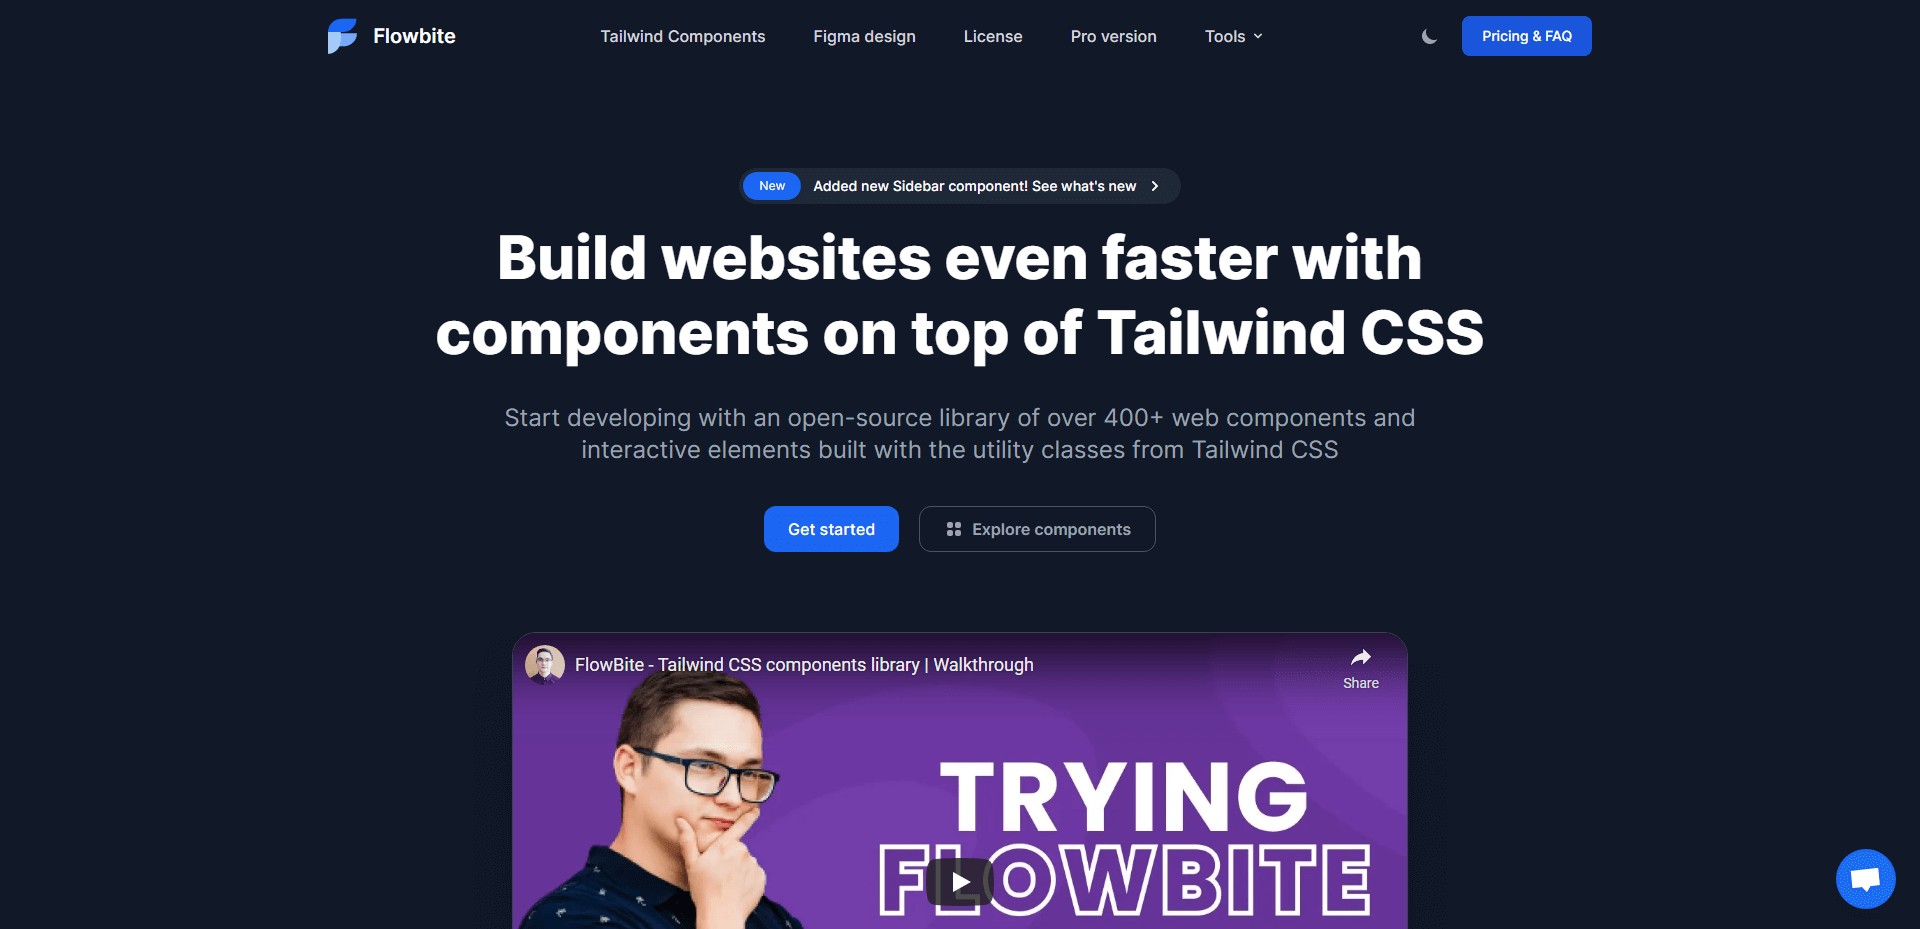 Flowbite
Tailwind Components
Figma design
License
Pro version
Tools
Pricing & FAQ
New
Added new Sidebar component! See what's new
Build websites even faster with
components on top of Tailwind CSS
Start developing with an open-source library of over 400+ web components and
interactive elements built with the utility classes from Tailwind CSS
Get started
Explore components
FlowBite - Tailwind CSS components library | Walkthrough
Share
TRYING
FLOWBITE